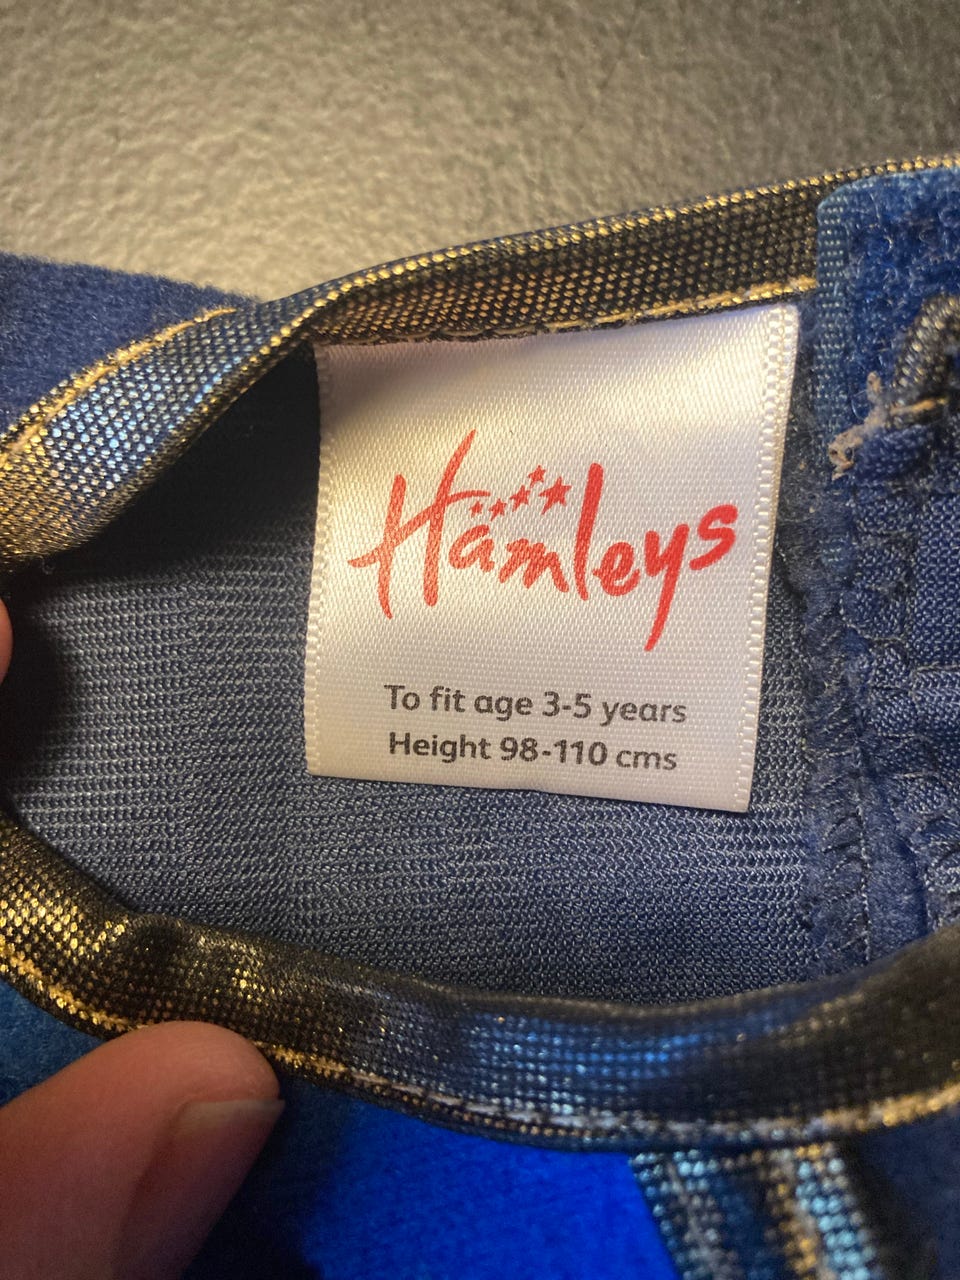 Hamleys
To fit age 3-5 years
Height 98-110 cms